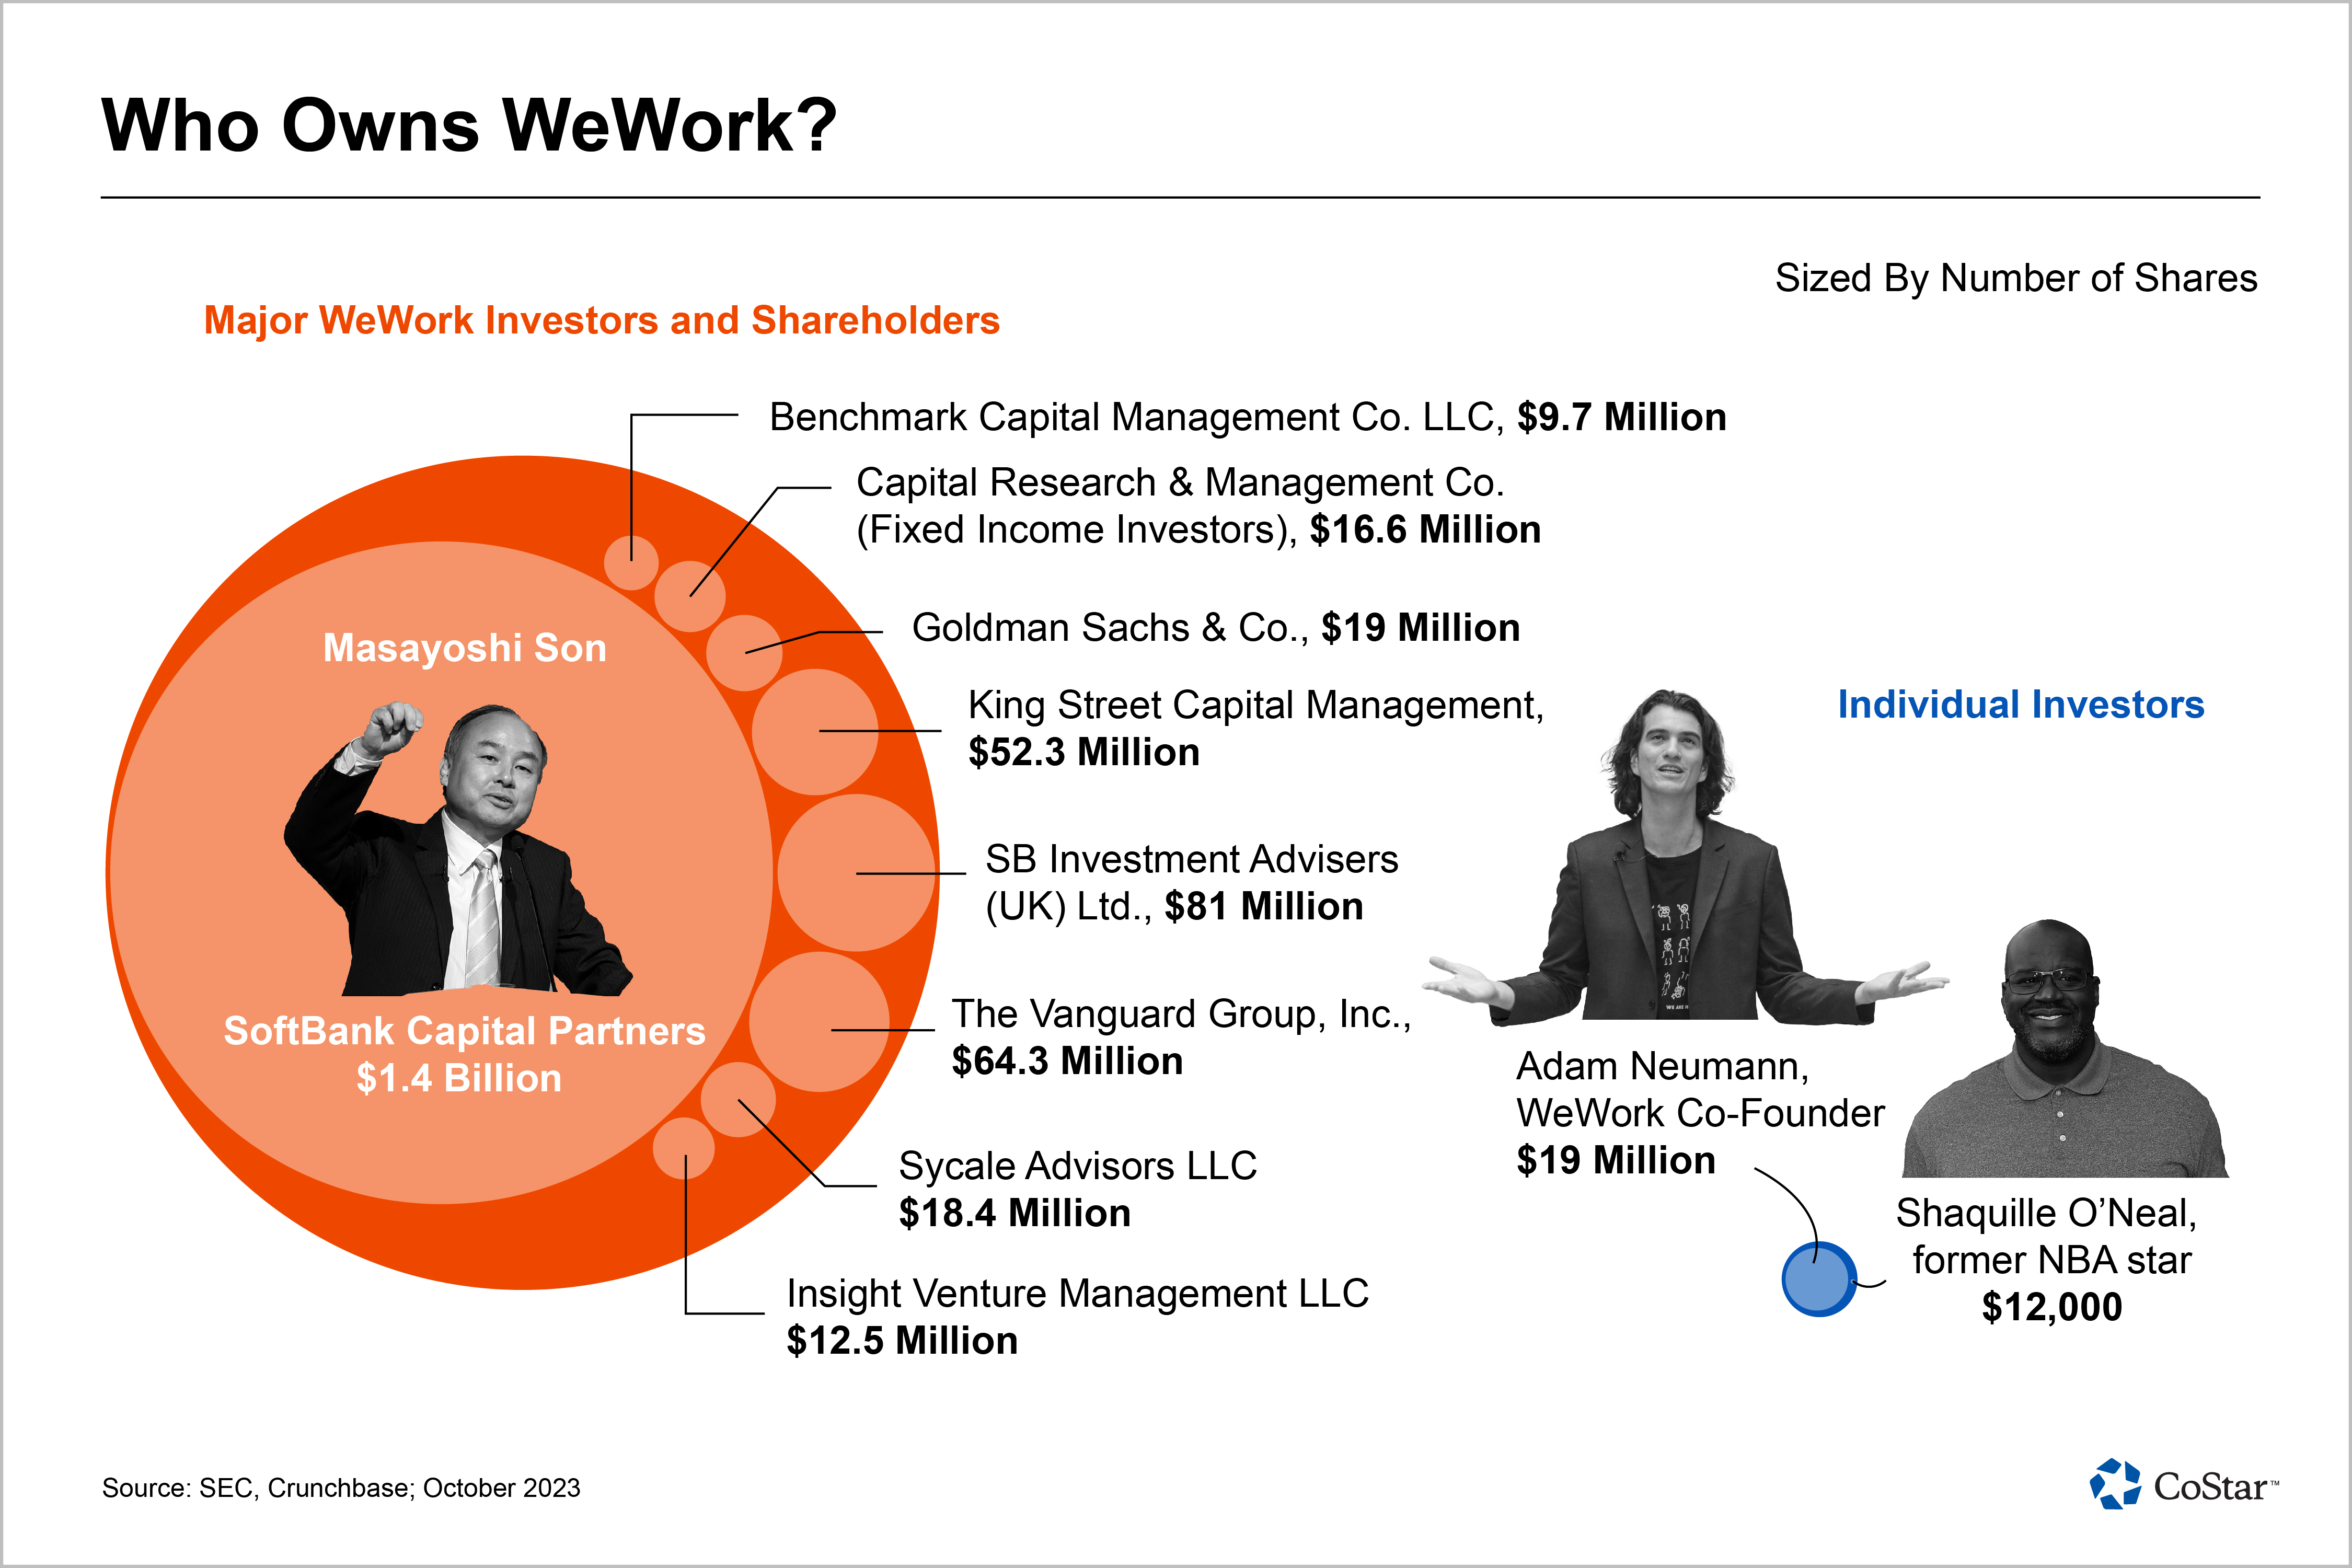 Who Owns WeWork?
Sized By Number of Shares
Major WeWork Investors and Shareholders
Benchmark Capital Management Co. LLC, $9.7 Million
Capital Research & Management Co.
(Fixed Income Investors), $16.6 Million
Goldman Sachs & Co., $19 Million
King Street Capital Management,
$52.3 Million
SB Investment Advisers
(UK) Ltd., $81 Million
The Vanguard Group, Inc.,
$64.3 Million
Sycale Advisors LLC
$18.4 Million
Insight Venture Management LLC
$12.5 Million
Masayoshi Son
SoftBank Capital Partners
$1.4 Billion
Individual Investors
WE ARE
Adam Neumann,
WeWork Co-Founder
$19 Million
Shaquille O’Neal,
former NBA star
$12,000
Source: SEC, Crunchbase; October 2023
CoStar™